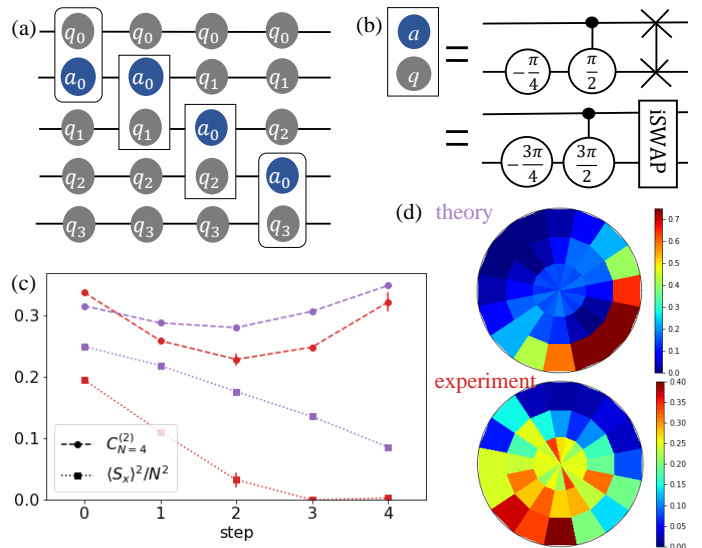 (a)
q₀ q₀ q₀ q₀
a₀ a₀ q₁ q₁
q₁ q₁ a₀ q₂
q₂ q₂ q₂ a₀
q₃ q₃ q₃ q₃
(b)
a
q
=
−π/4 π/2
=
−3π/4 3π/2 iSWAP
(c)
0.3
0.2
0.1
0.0
C_{N=4}^{(2)}
⟨S_x⟩²/N²
0 1 2 3 4
step
(d) theory
0.7
0.6
0.5
0.4
0.3
0.2
0.1
0.0
experiment
0.40
0.35
0.30
0.25
0.20
0.15
0.10
0.05
0.00